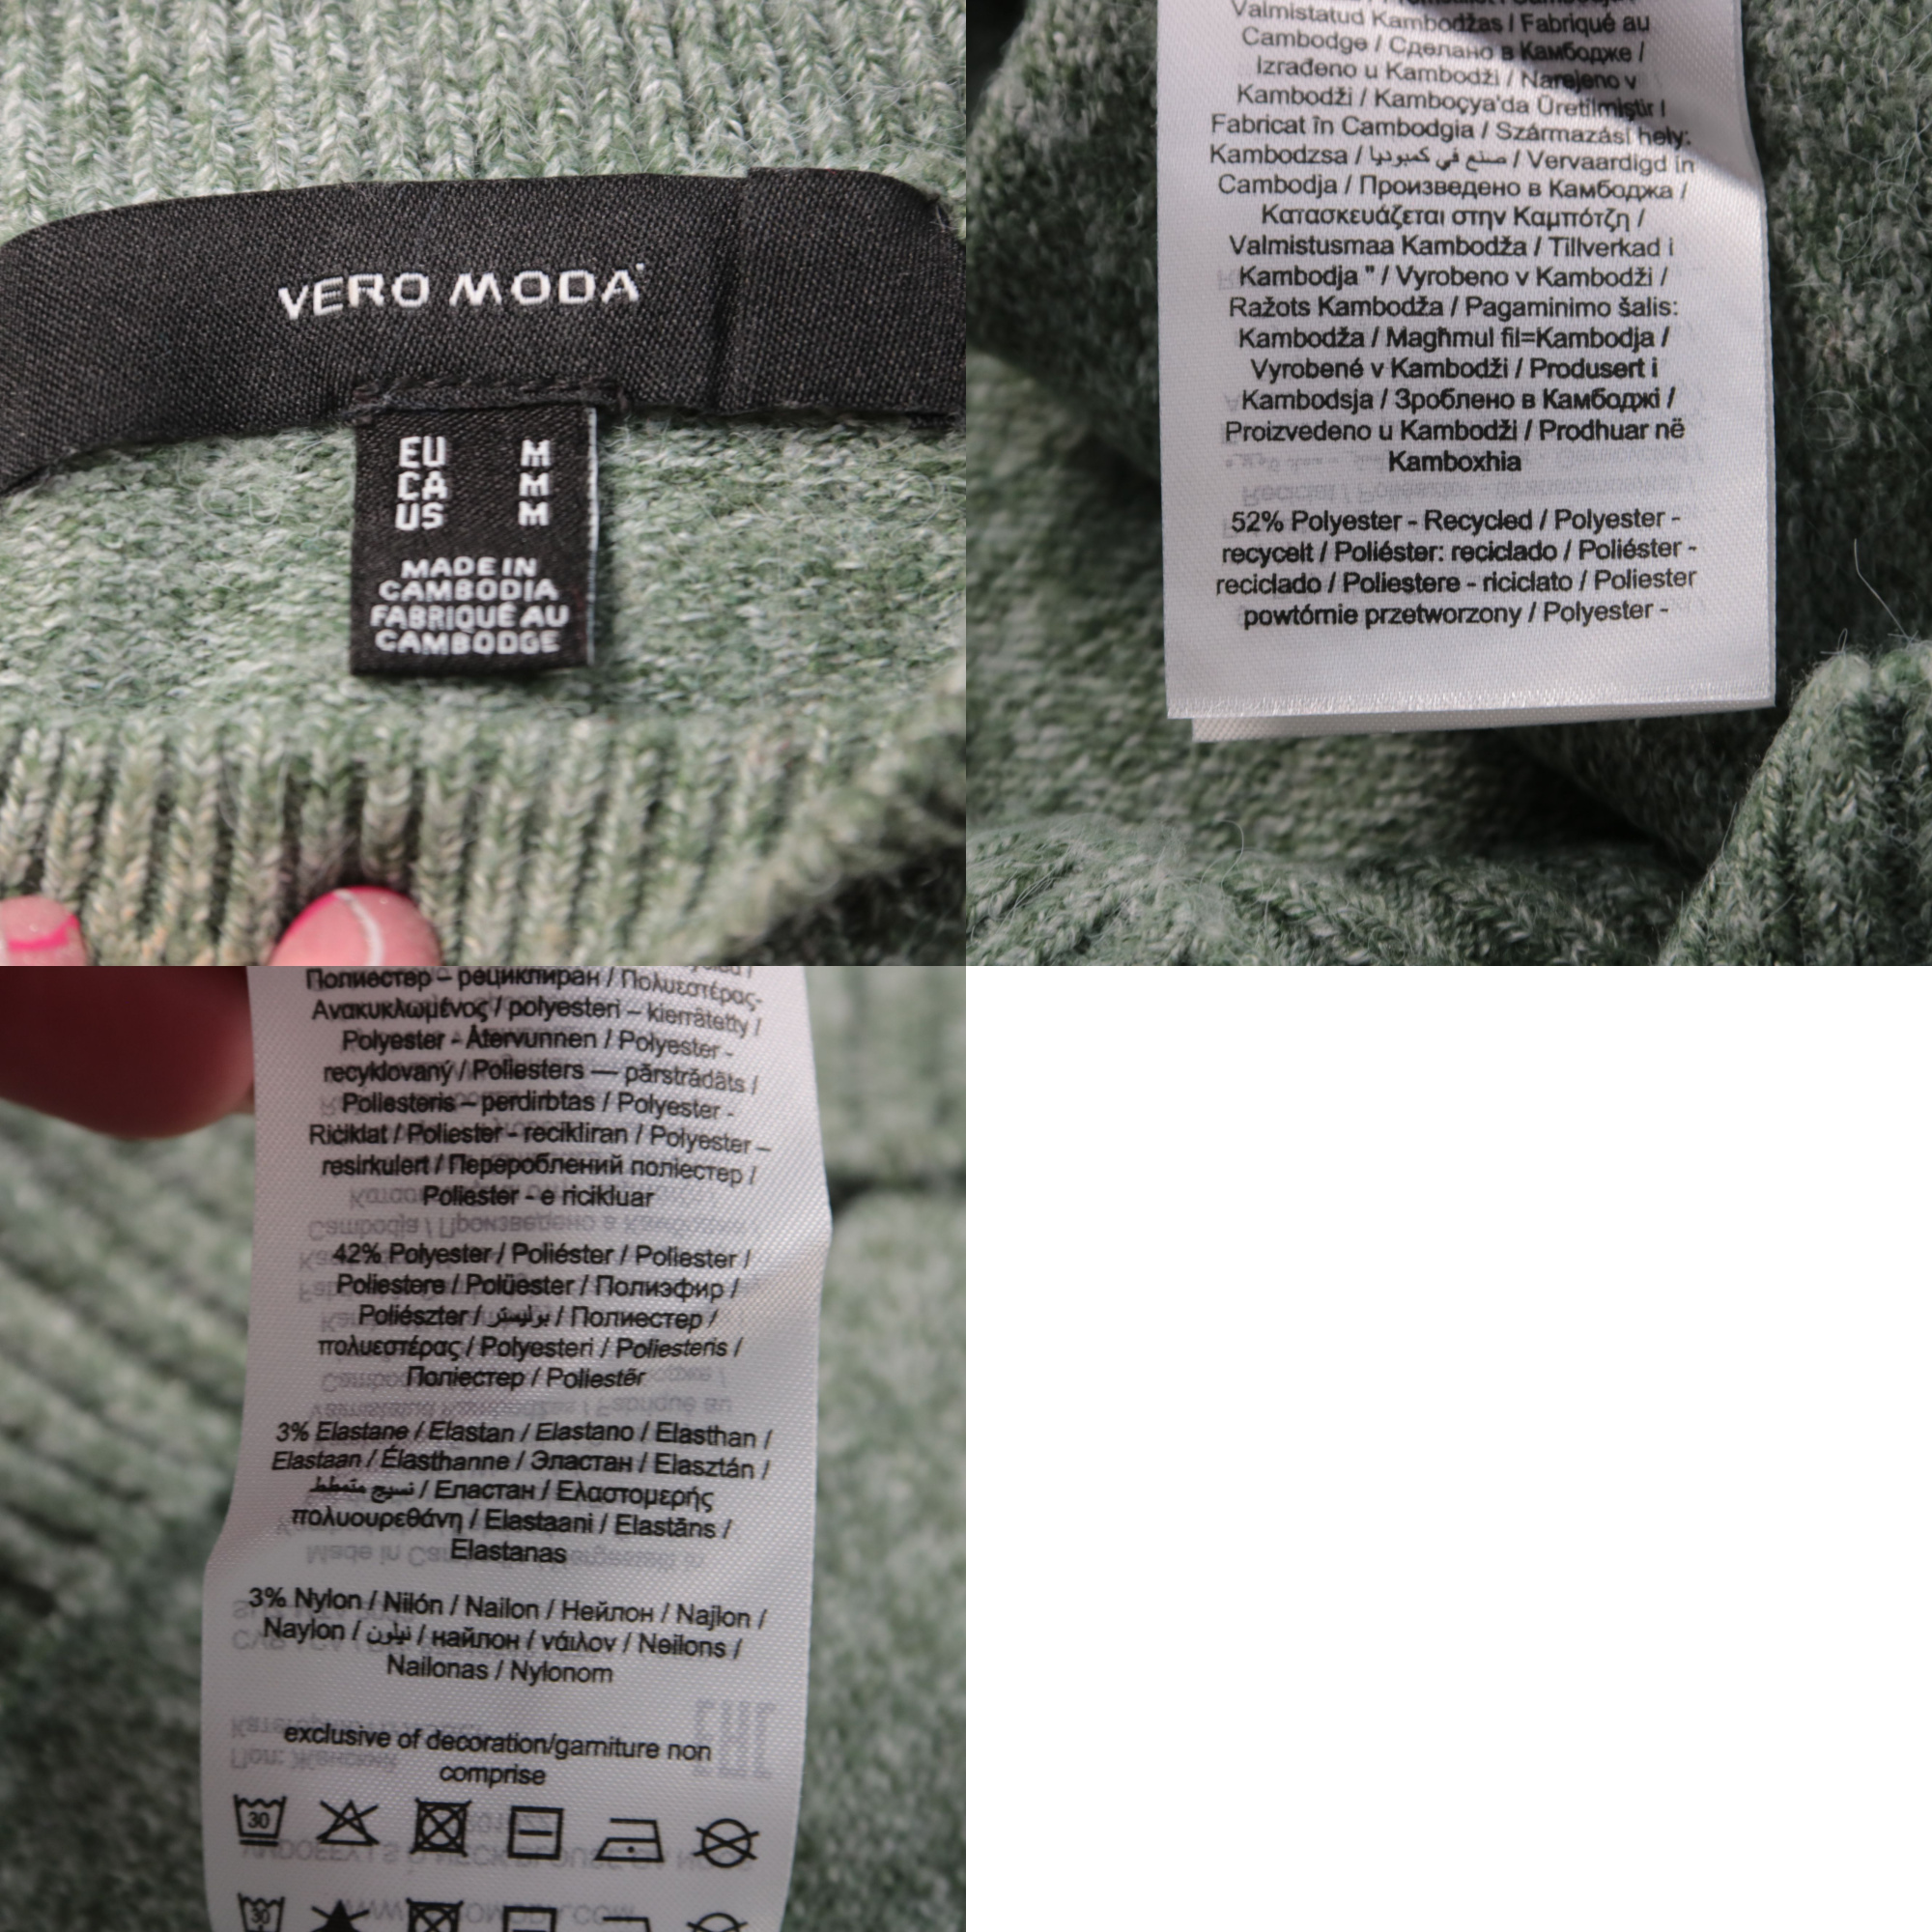 VERO MODA
EU M
CA M
US M
MADE IN
CAMBODIA
FABRIQUÉ AU
CAMBODGE
Valmistatud Kambodžas / Fabriqué au
Cambodge / Сделано в Камбодже /
Izrađeno u Kambodži / Narejeno v
Kambodži / Kamboçya'da Üretilmiştir /
Fabricat în Cambodgia / Származási hely:
Kambodzsa / صنع في كمبوديا / Vervaardigd in
Cambodja / Произведено в Камбоджа /
Κατασκευάζεται στην Καμπότζη /
Valmistusmaa Kambodža / Tillverkad i
Kambodja " / Vyrobeno v Kambodži /
Ražots Kambodža / Pagaminimo šalis:
Kambodža / Magħmul fil=Kambodja /
Vyrobené v Kambodži / Produsert i
Kambodsja / Зроблено в Камбоджі /
Proizvedeno u Kambodži / Prodhuar në
Kamboxhia
52% Polyester - Recycled / Polyester -
recycelt / Poliéster: reciclado / Poliéster -
reciclado / Poliestere - riciclato / Poliester
powtórnie przetworzony / Polyester -
Полиестер – рециклиран / Πολυεστέρας-
Ανακυκλωμένος / polyesteri – kierrätetty /
Polyester - Återvunnen / Polyester -
recyklovaný / Poliesters — pārstrādāts /
Poliesteris – perdirbtas / Polyester -
Riċiklat / Poliester - recikliran / Polyester –
resirkulert / Перероблений поліестер /
Poliester - e ricikluar
42% Polyester / Poliéster / Poliester /
Poliestere / Polüester / Полиэфир /
Poliészter / بوليستر / Полиестер /
πολυεστέρας / Polyesteri / Poliesteris /
Поліестер / Poliestër
3% Elastane / Elastan / Elastano / Elasthan /
Elastaan / Élasthanne / Эластан / Elasztán /
نسيج متمطط / Еластан / Ελαστομερής
πολυουρεθάνη / Elastaani / Elastāns /
Elastanas
3% Nylon / Nilón / Nailon / Нейлон / Najlon /
Naylon / نيلون / найлон / νάιλον / Neilons /
Nailonas / Nylonom
exclusive of decoration/garniture non
comprise
30
30